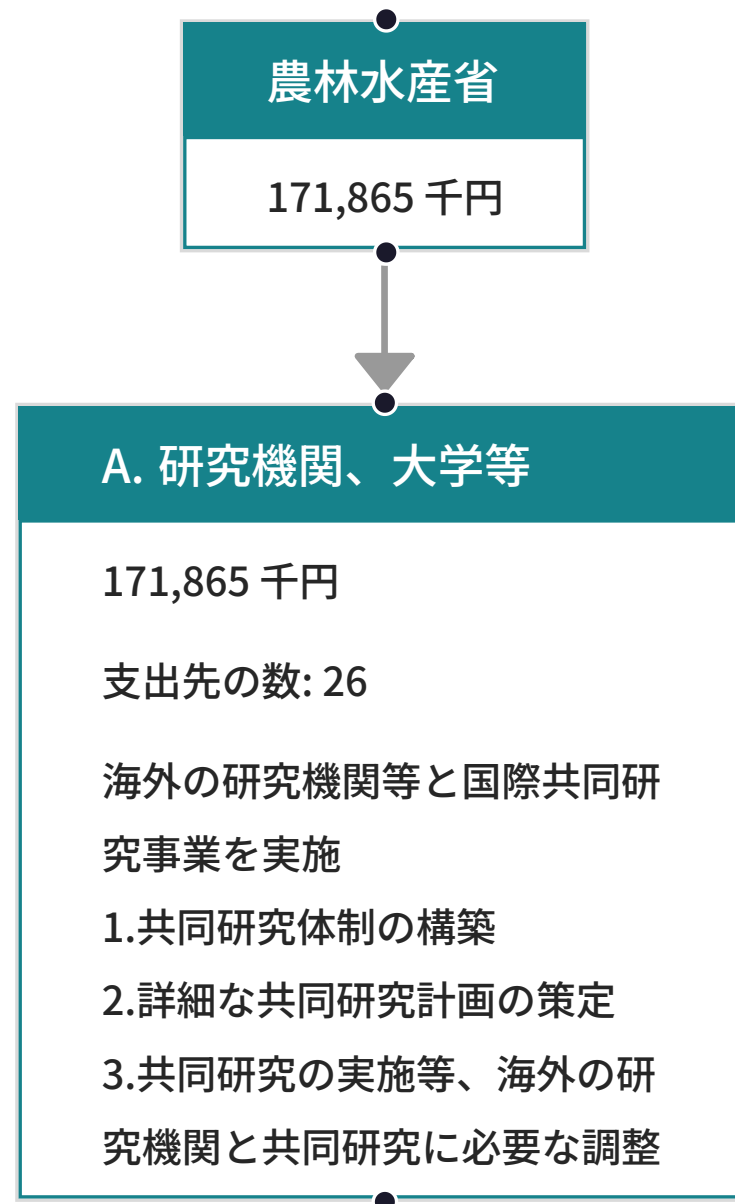 農林水産省
171,865 千円
A. 研究機関、大学等
171,865 千円
支出先の数: 26
海外の研究機関等と国際共同研
究事業を実施
1.共同研究体制の構築
2.詳細な共同研究計画の策定
3.共同研究の実施等、海外の研
究機関と共同研究に必要な調整